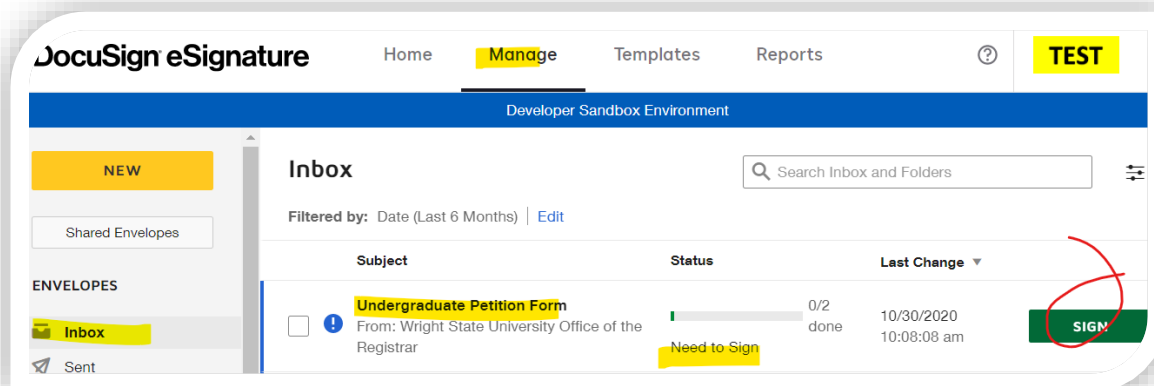 DocuSign eSignature Home Manage Templates Reports TEST
Developer Sandbox Environment
NEW
Shared Envelopes
ENVELOPES
Inbox
Sent
Inbox
Search Inbox and Folders
Filtered by: Date (Last 6 Months) Edit
Subject Status Last Change
Undergraduate Petition Form
From: Wright State University Office of the
Registrar
0/2
done
Need to Sign
10/30/2020
10:08:08 am
SIGN